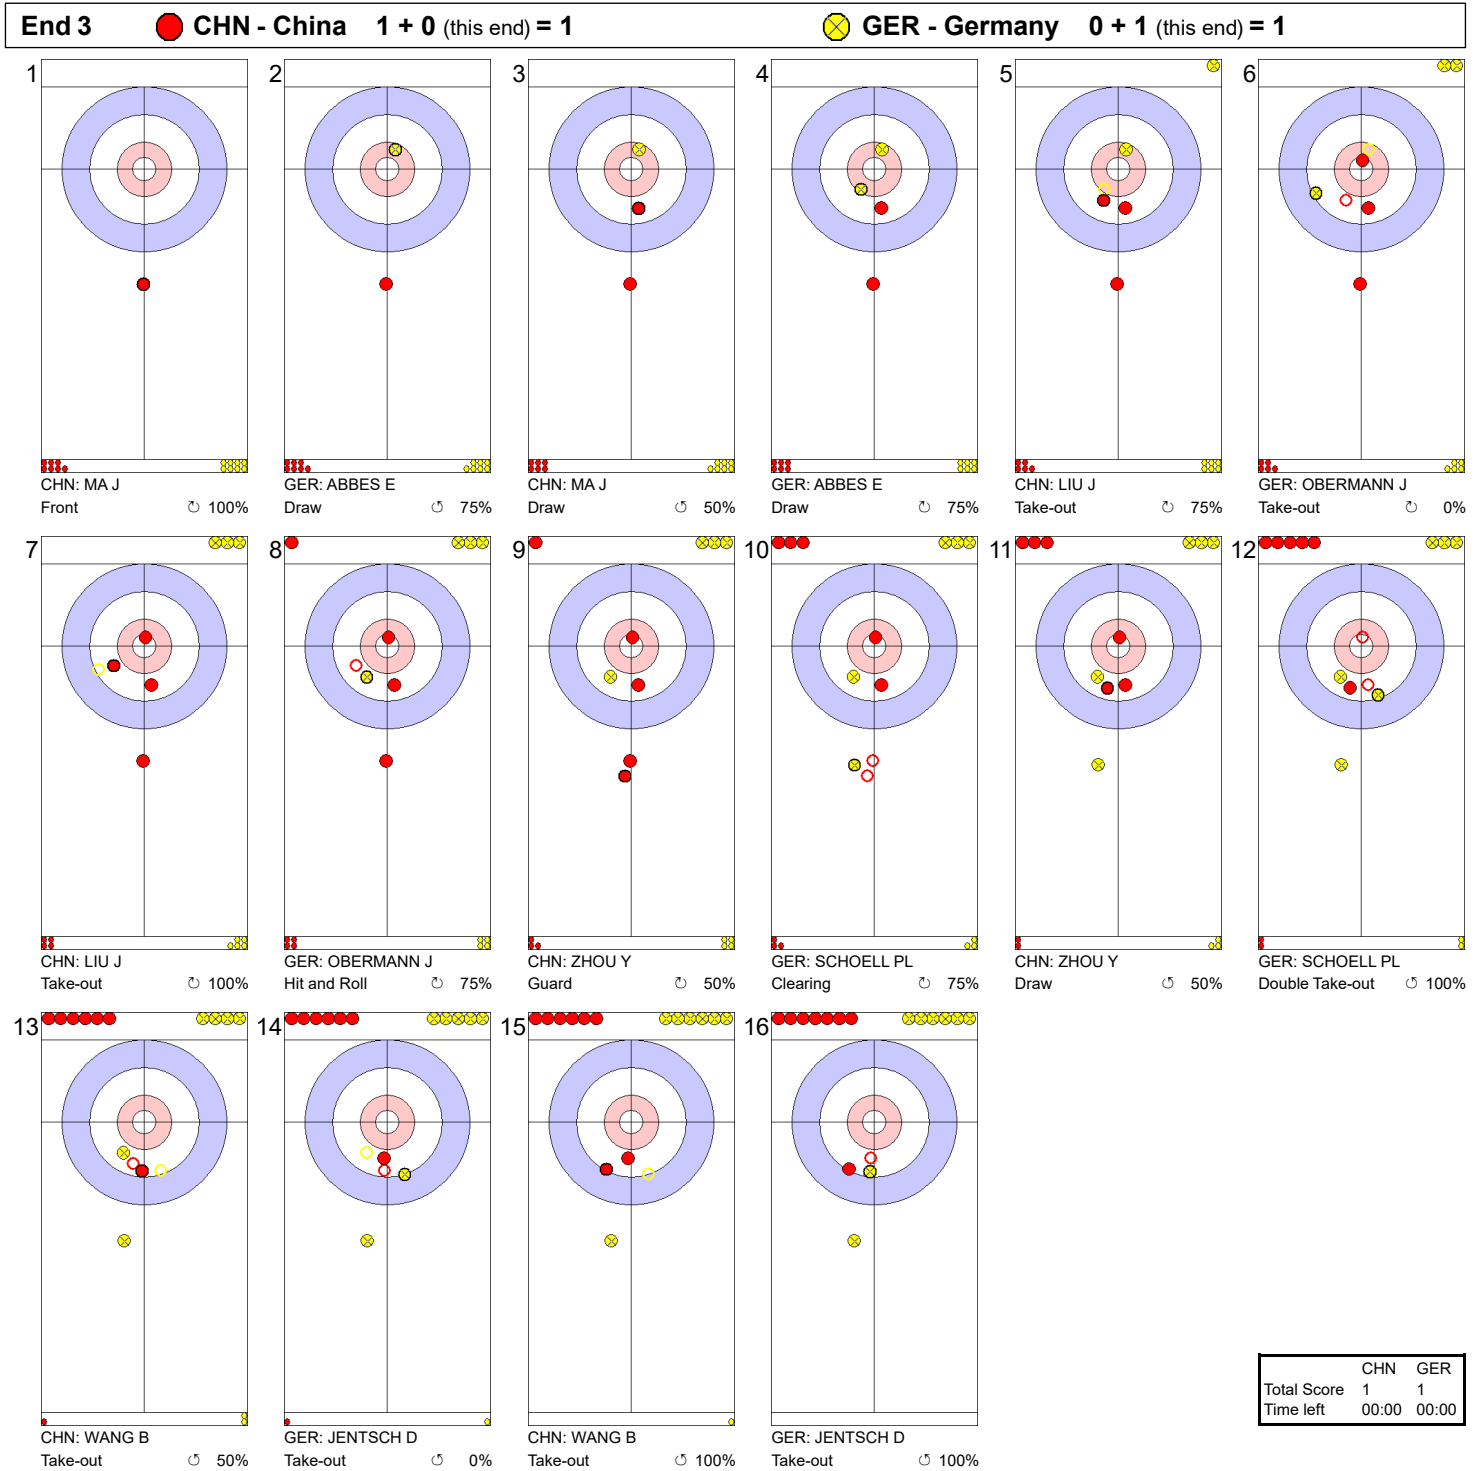 End 3 CHN - China 1 + 0 (this end) = 1 GER - Germany 0 + 1 (this end) = 1
1 2 3 4 5 6
CHN: MA J GER: ABBES E CHN: MA J GER: ABBES E CHN: LIU J GER: OBERMANN J
Front 100% Draw 75% Draw 50% Draw 75% Take-out 75% Take-out 0%
7 8 9 10 11 12
CHN: LIU J GER: OBERMANN J CHN: ZHOU Y GER: SCHOELL PL CHN: ZHOU Y GER: SCHOELL PL
Take-out 100% Hit and Roll 75% Guard 50% Clearing 75% Draw 50% Double Take-out 100%
13 14 15 16
CHN GER
Total Score 1 1
Time left 00:00 00:00
CHN: WANG B GER: JENTSCH D CHN: WANG B GER: JENTSCH D
Take-out 50% Take-out 0% Take-out 100% Take-out 100%